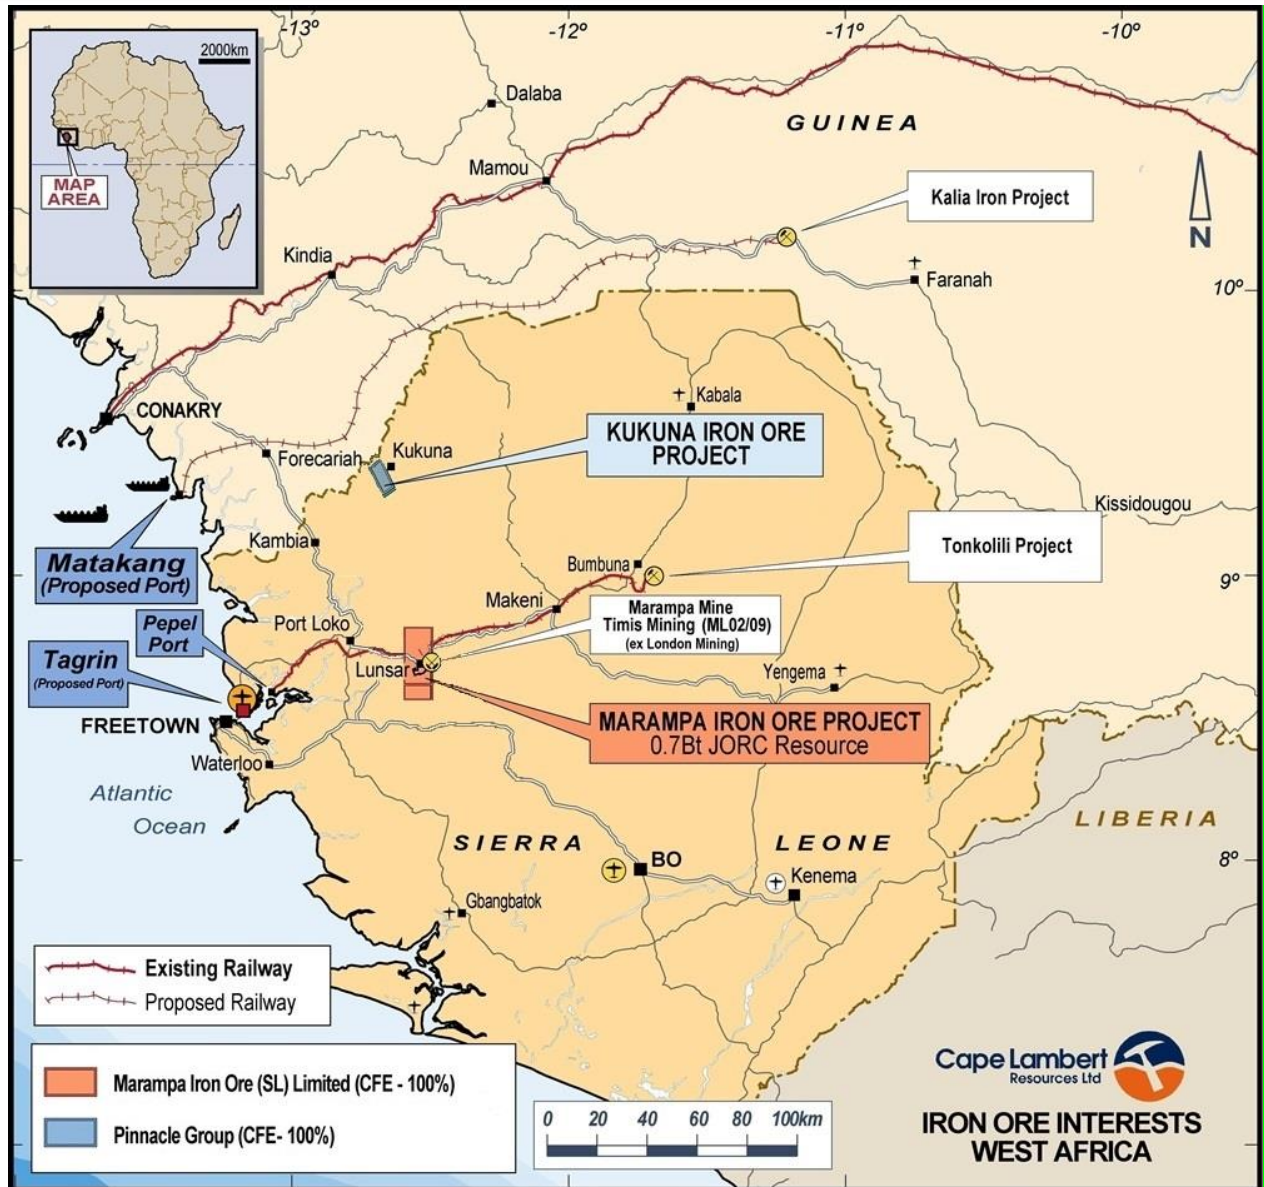 -13º
-12º
-11º
-10º
2000km
MAP
AREA
Dalaba
GUINEA
Mamou
Kalia Iron Project
N
Kindia
Faranah
10º
CONAKRY
Kabala
KUKUNA IRON ORE
PROJECT
Forecariah
Kukuna
Kissidougou
Matakang
(Proposed Port)
Kambia
Tonkolili Project
Bumbuna
9º
Makeni
Marampa Mine
Timis Mining (ML02/09)
(ex London Mining)
Pepel
Port
Port Loko
Tagrin
(Proposed Port)
Lunsar
Yengema
FREETOWN
MARAMPA IRON ORE PROJECT
0.7Bt JORC Resource
Waterloo
Atlantic
Ocean
LIBERIA
SIERRA LEONE
BO
8º
Kenema
Gbangbatok
Existing Railway
Proposed Railway
Marampa Iron Ore (SL) Limited (CFE - 100%)
Pinnacle Group (CFE- 100%)
0 20 40 60 80 100km
Cape Lambert
Resources Ltd
IRON ORE INTERESTS
WEST AFRICA